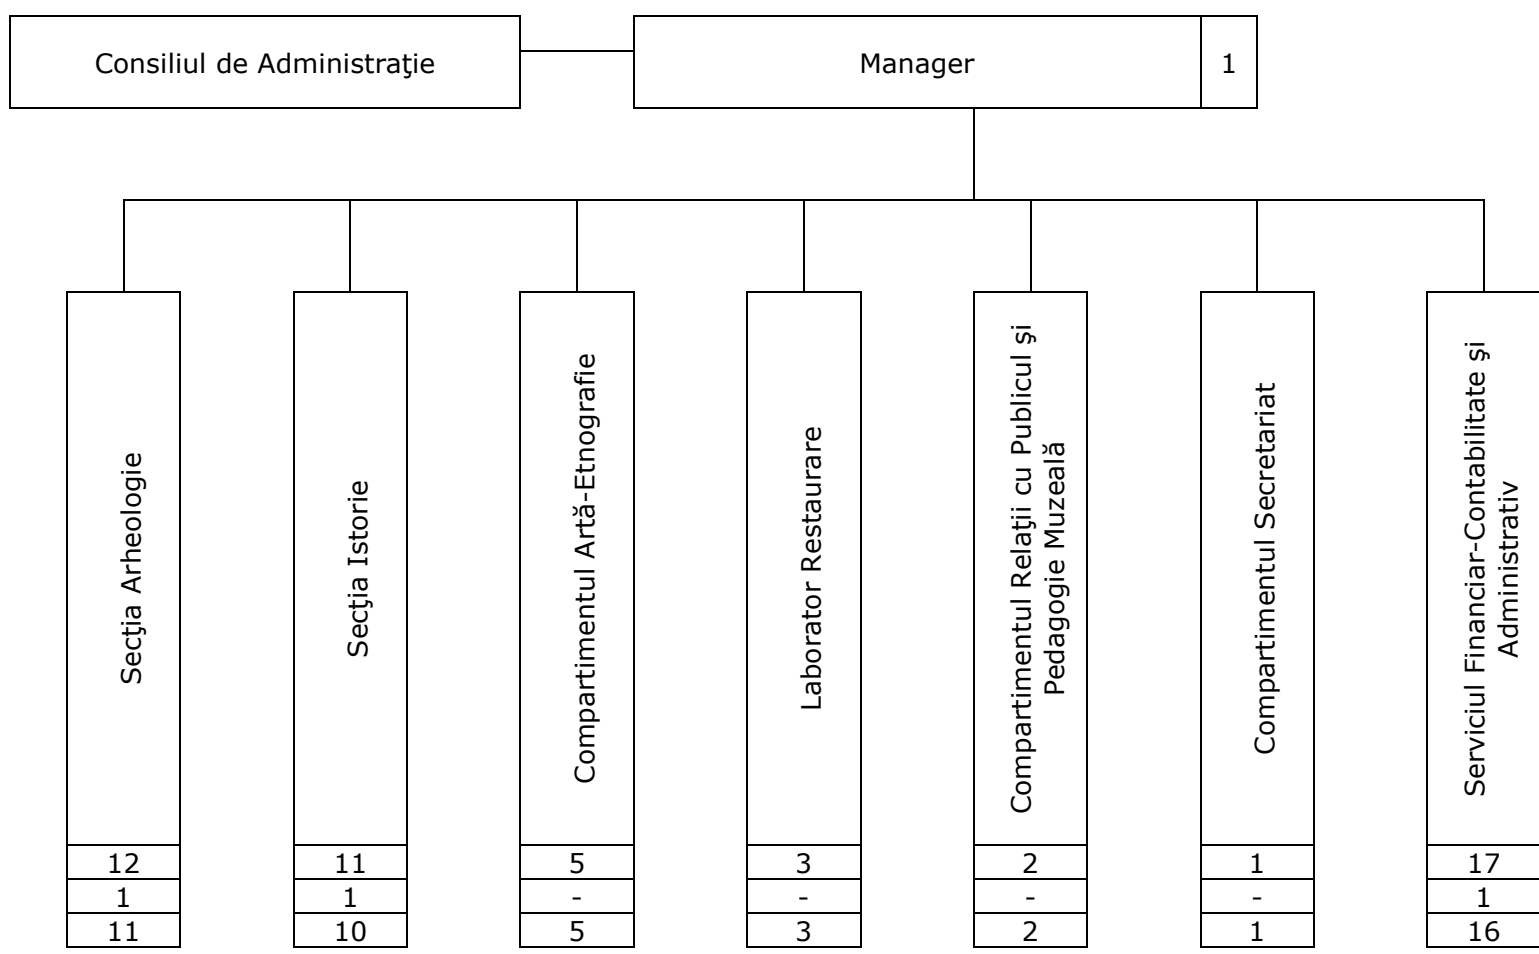 Consiliul de Administraţie
Manager
1
Secţia Arheologie
Secţia Istorie
Compartimentul Artă-Etnografie
Laborator Restaurare
Compartimentul Relaţii cu Publicul şi
Pedagogie Muzeală
Compartimentul Secretariat
Serviciul Financiar-Contabilitate şi
Administrativ
12 11 5 3 2 1 17
1 1 - - - - 1
11 10 5 3 2 1 16